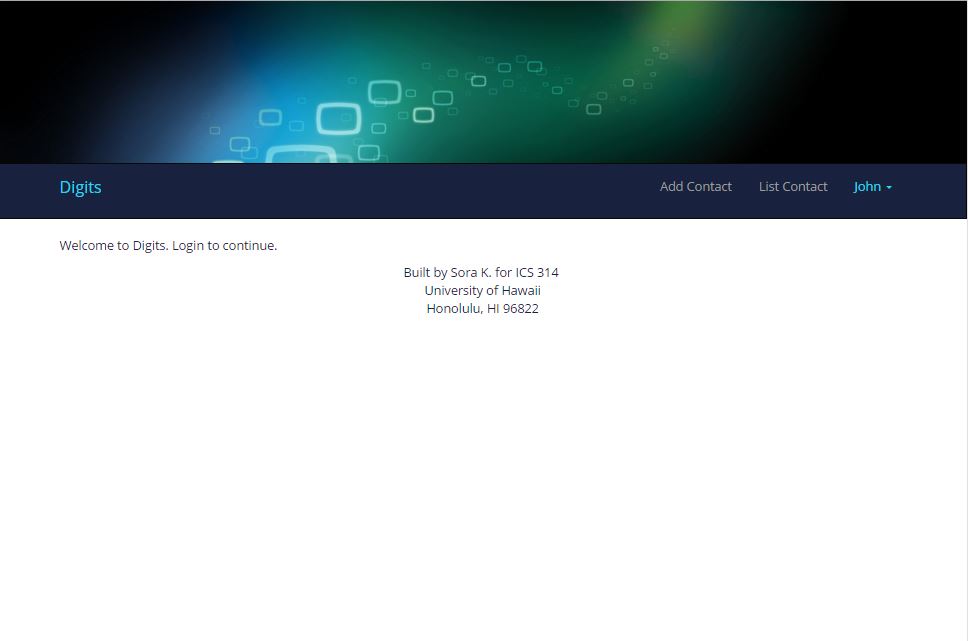 Digits
Add Contact
List Contact
John
Welcome to Digits. Login to continue.
Built by Sora K. for ICS 314
University of Hawaii
Honolulu, HI 96822